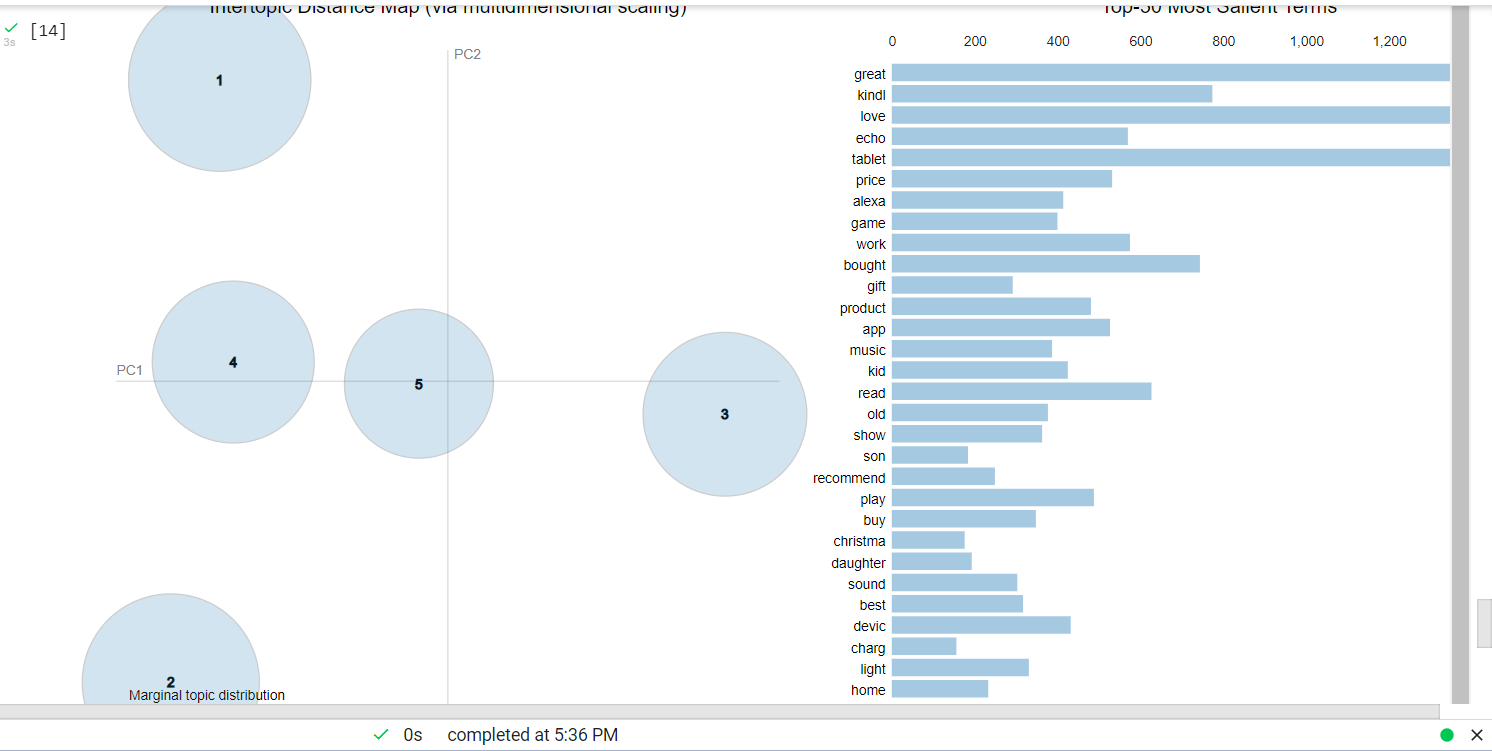 Intertopic Distance Map (via multidimensional scaling)
Top-30 Most Salient Terms
[14]
3s
PC2
PC1
1
4
5
3
2
Marginal topic distribution
0 200 400 600 800 1,000 1,200
great
kindl
love
echo
tablet
price
alexa
game
work
bought
gift
product
app
music
kid
read
old
show
son
recommend
play
buy
christma
daughter
sound
best
devic
charg
light
home
0s completed at 5:36 PM